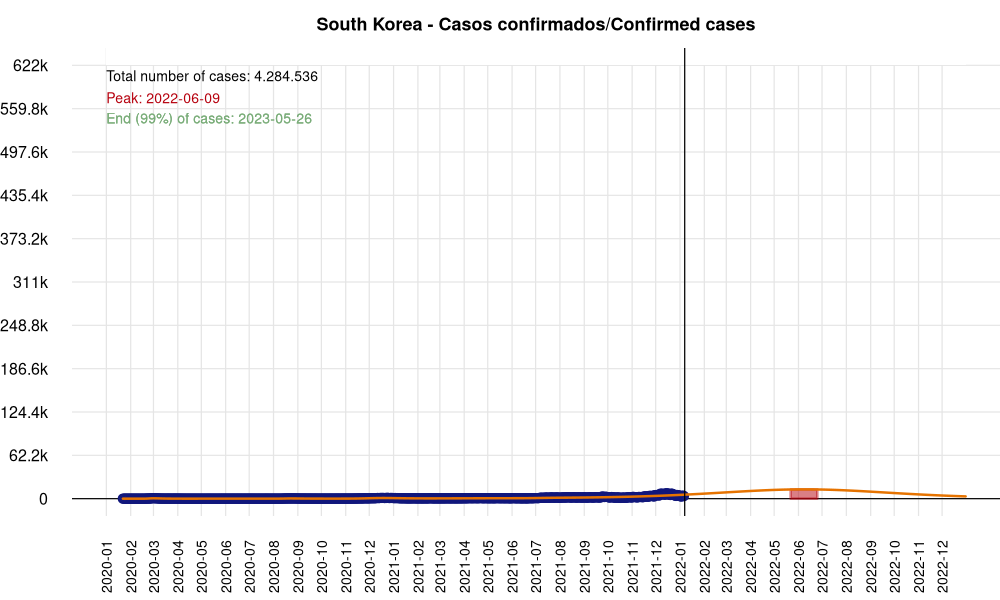 South Korea - Casos confirmados/Confirmed cases
622k
559.8k
497.6k
435.4k
373.2k
311k
248.8k
186.6k
124.4k
62.2k
0
Total number of cases: 4.284.536
Peak: 2022-06-09
End (99%) of cases: 2023-05-26
2020-01
2020-02
2020-03
2020-04
2020-05
2020-06
2020-07
2020-08
2020-09
2020-10
2020-11
2020-12
2021-01
2021-02
2021-03
2021-04
2021-05
2021-06
2021-07
2021-08
2021-09
2021-10
2021-11
2021-12
2022-01
2022-02
2022-03
2022-04
2022-05
2022-06
2022-07
2022-08
2022-09
2022-10
2022-11
2022-12